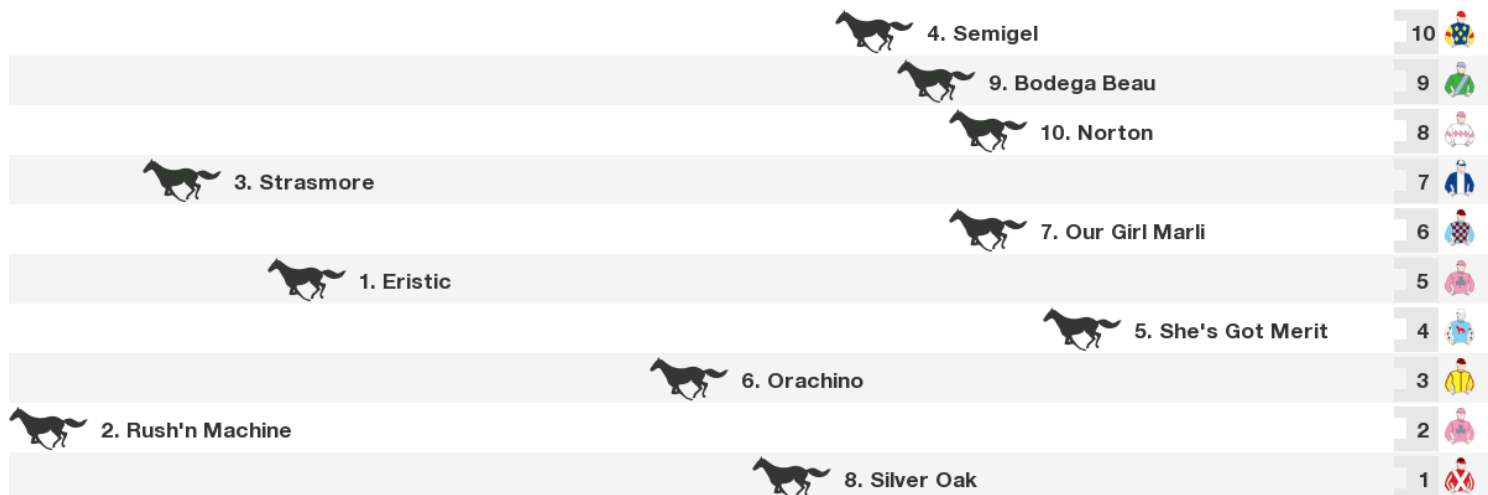 4. Semigel 10
9. Bodega Beau 9
10. Norton 8
3. Strasmore 7
7. Our Girl Marli 6
1. Eristic 5
5. She's Got Merit 4
6. Orachino 3
2. Rush'n Machine 2
8. Silver Oak 1